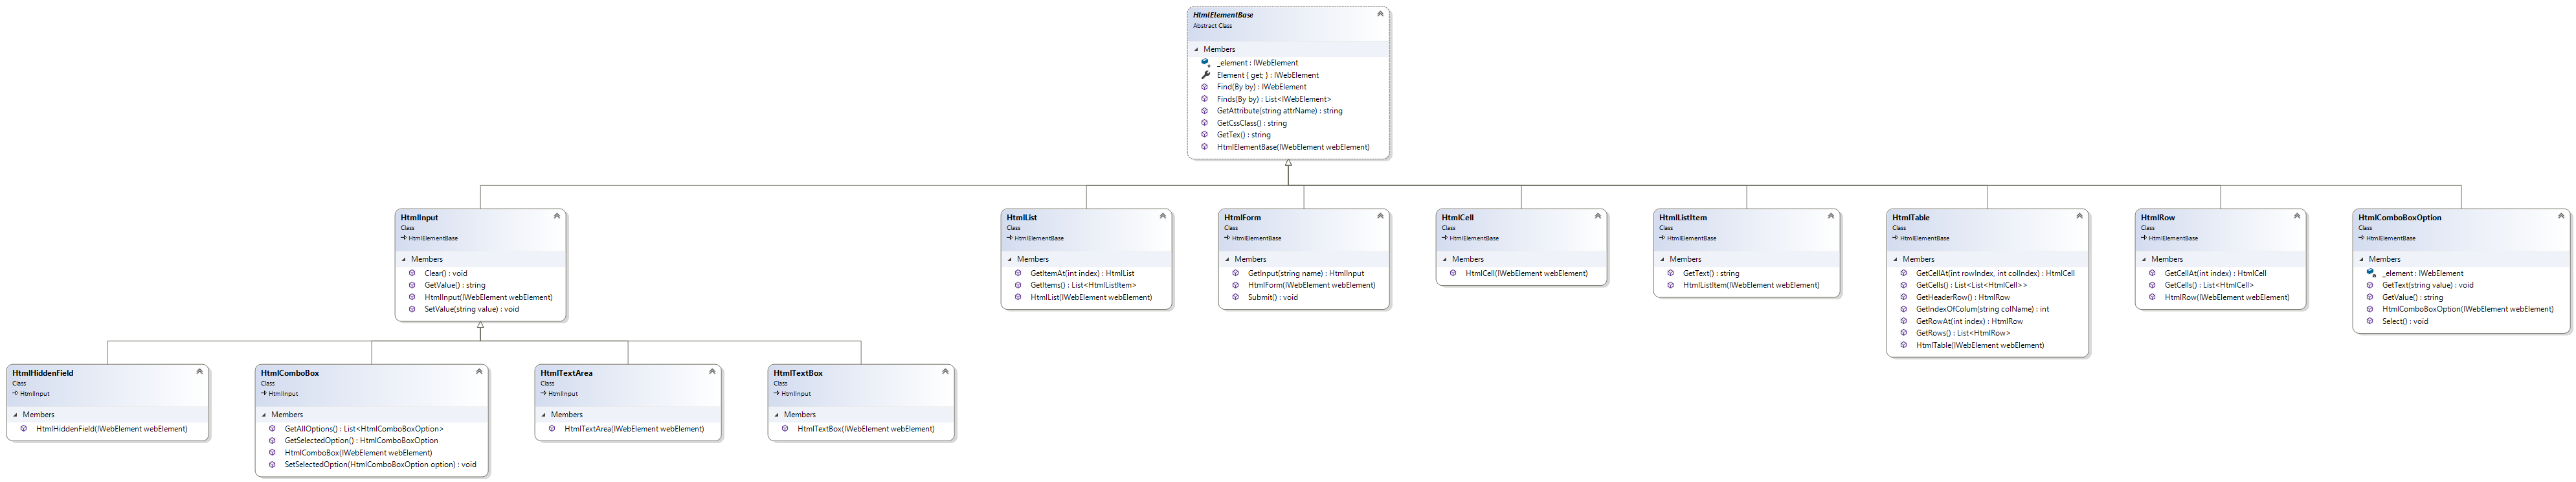 HtmlElementBase
Abstract Class
Members
_element : IWebElement
Element { get; } : IWebElement
Find(By by) : IWebElement
Finds(By by) : List<IWebElement>
GetAttribute(string attrName) : string
GetCssClass() : string
GetTex() : string
HtmlElementBase(IWebElement webElement)
HtmlInput
Class
HtmlElementBase
Members
Clear() : void
GetValue() : string
HtmlInput(IWebElement webElement)
SetValue(string value) : void
HtmlList
Class
HtmlElementBase
Members
GetItemAt(int index) : HtmlList
GetItems() : List<HtmlListItem>
HtmlList(IWebElement webElement)
HtmlForm
Class
HtmlElementBase
Members
GetInput(string name) : HtmlInput
HtmlForm(IWebElement webElement)
Submit() : void
HtmlCell
Class
HtmlElementBase
Members
HtmlCell(IWebElement webElement)
HtmlListItem
Class
HtmlElementBase
Members
GetText() : string
HtmlListItem(IWebElement webElement)
HtmlTable
Class
HtmlElementBase
Members
GetCellAt(int rowIndex, int colIndex) : HtmlCell
GetCells() : List<List<HtmlCell>>
GetHeaderRow() : HtmlRow
GetIndexOfColum(string colName) : int
GetRowAt(int index) : HtmlRow
GetRows() : List<HtmlRow>
HtmlTable(IWebElement webElement)
HtmlRow
Class
HtmlElementBase
Members
GetCellAt(int index) : HtmlCell
GetCells() : List<HtmlCell>
HtmlRow(IWebElement webElement)
HtmlComboBoxOption
Class
HtmlElementBase
Members
_element : IWebElement
GetText(string value) : void
GetValue() : string
HtmlComboBoxOption(IWebElement webElement)
Select() : void
HtmlHiddenField
Class
HtmlInput
Members
HtmlHiddenField(IWebElement webElement)
HtmlComboBox
Class
HtmlInput
Members
GetAllOptions() : List<HtmlComboBoxOption>
GetSelectedOption() : HtmlComboBoxOption
HtmlComboBox(IWebElement webElement)
SetSelectedOption(HtmlComboBoxOption option) : void
HtmlTextArea
Class
HtmlInput
Members
HtmlTextArea(IWebElement webElement)
HtmlTextBox
Class
HtmlInput
Members
HtmlTextBox(IWebElement webElement)